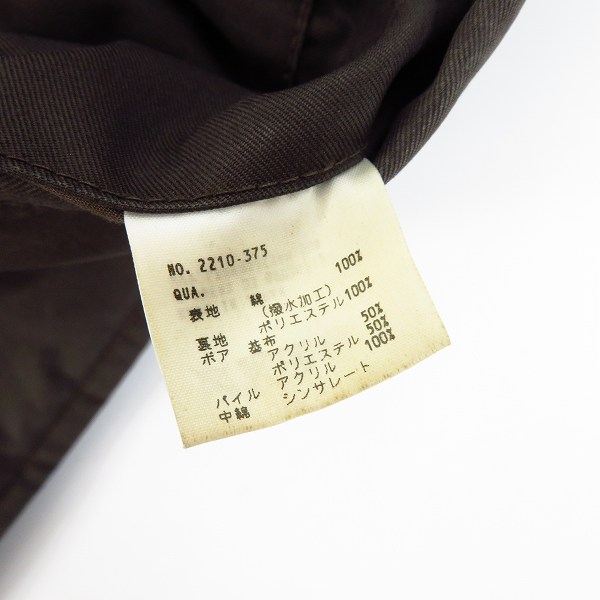 NO. 2210-375
QUA.
表地 綿 100%
(撥水加工)
裏地 ポリエステル100%
ボア 基布 アクリル 50%
ポリエステル 50%
パイル アクリル 100%
中綿 シンサレート